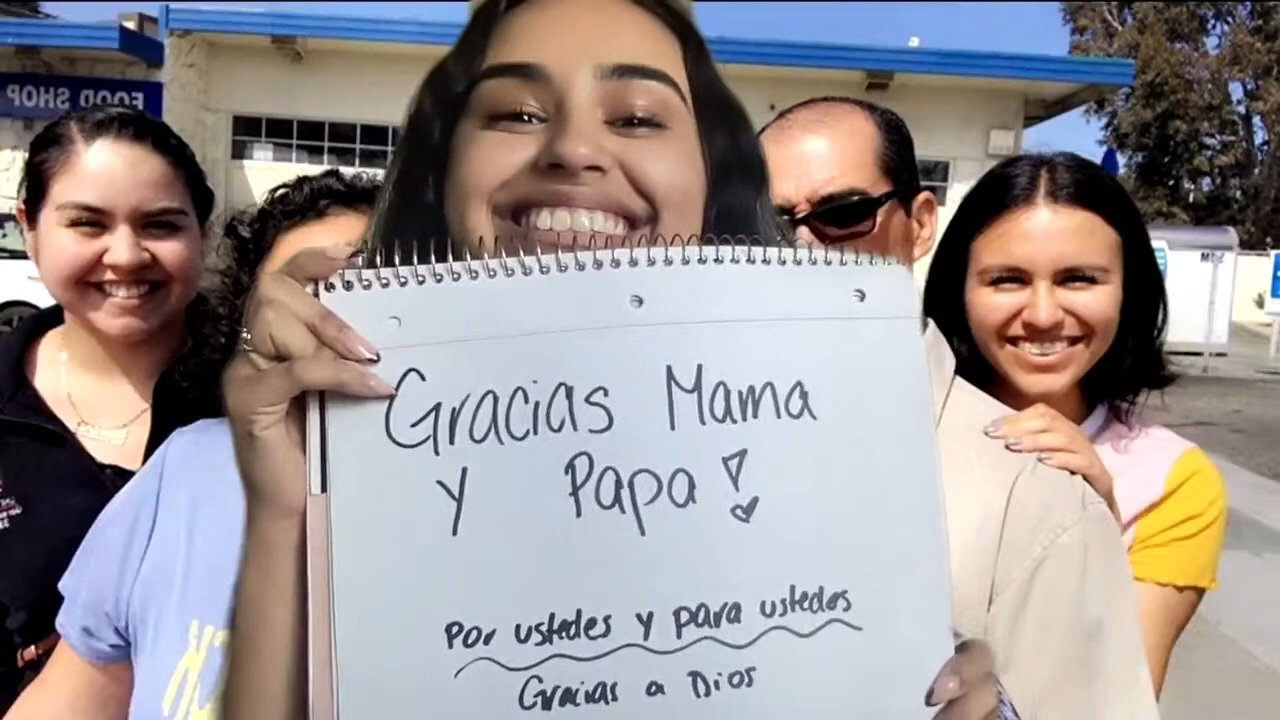 FOOD SHOP
Gracias Mama
y Papa!
Por ustedes y para ustedes
Gracias a Dios